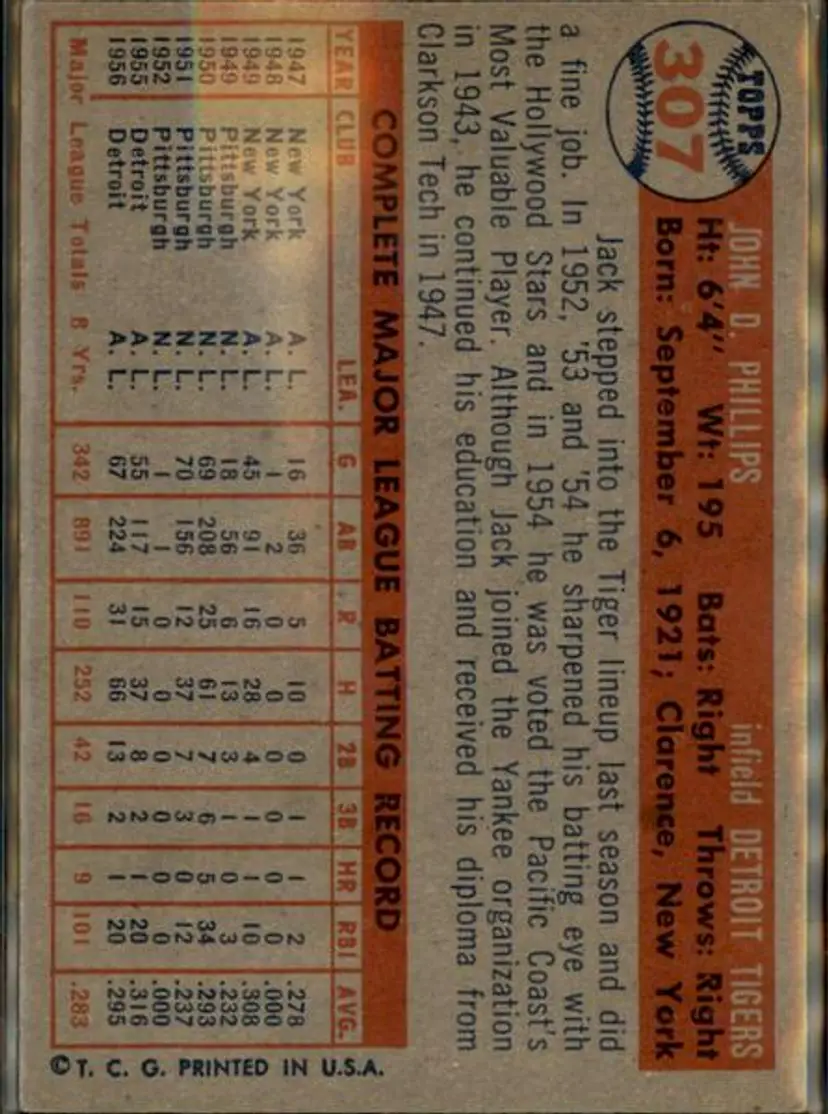 TOPPS
307
JOHN D. PHILLIPS infield DETROIT TIGERS
Ht: 6'4" Wt: 195 Bats: Right Throws: Right
Born: September 6, 1921; Clarence, New York
Jack stepped into the Tiger lineup last season and did
a fine job. In 1952, '53 and '54 he sharpened his batting eye with
the Hollywood Stars and in 1954 he was voted the Pacific Coast's
Most Valuable Player. Although Jack joined the Yankee organization
in 1943, he continued his education and received his diploma from
Clarkson Tech in 1947.
COMPLETE MAJOR LEAGUE BATTING RECORD
YEAR CLUB LEA. G AB R H 2B 3B HR RBI AVG.
1947 New York A. L. 16 36 5 10 0 1 1 2 .278
1948 New York A. L. 1 2 0 0 0 0 0 0 .000
1949 New York A. L. 45 91 16 28 4 1 1 10 .308
1949 Pittsburgh N. L. 18 56 6 13 3 1 0 3 .232
1950 Pittsburgh N. L. 69 208 25 61 7 6 5 34 .293
1951 Pittsburgh N. L. 70 156 12 37 7 3 0 12 .237
1952 Pittsburgh N. L. 1 1 0 0 0 0 0 0 .000
1955 Detroit A. L. 55 117 15 37 8 2 1 20 .316
1956 Detroit A. L. 67 224 31 66 13 2 1 20 .295
Major League Totals 8 Yrs. 342 891 110 252 42 16 9 101 .283
© T. C. G. PRINTED IN U.S.A.